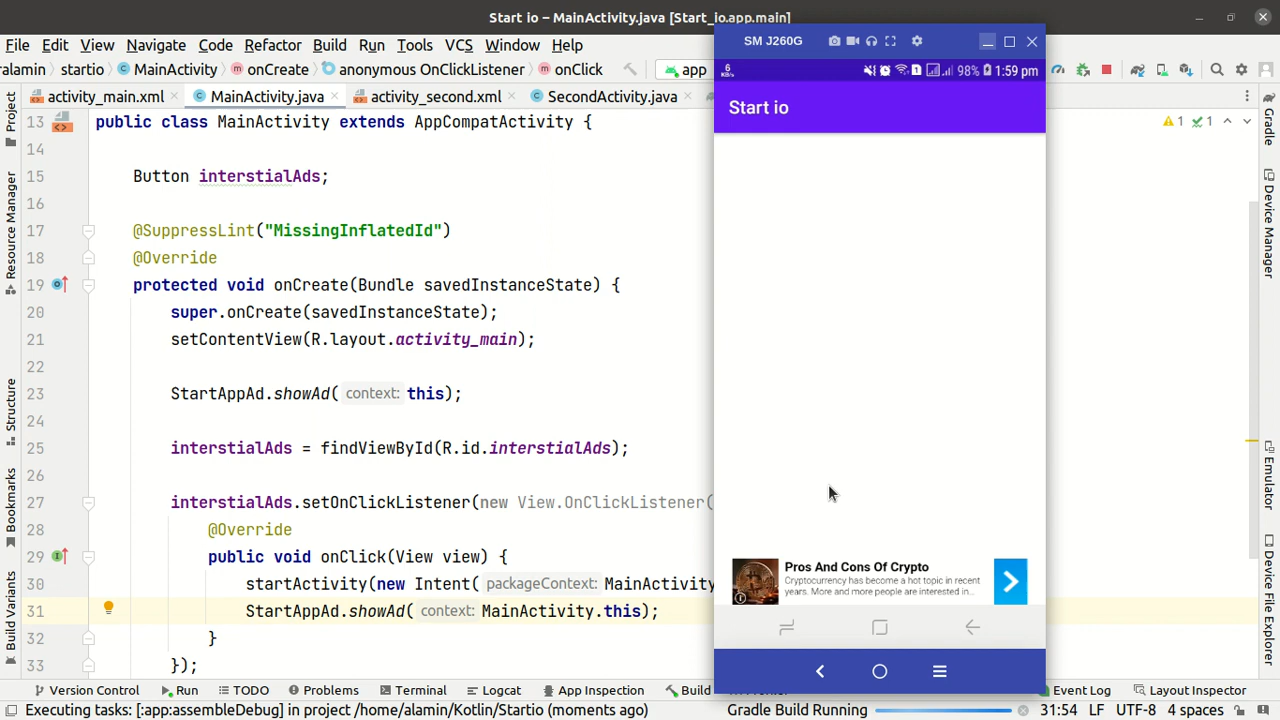 Start io – MainActivity.java [Start_io.app.main]
File Edit View Navigate Code Refactor Build Run Tools VCS Window Help
ralamin startio MainActivity onCreate anonymous OnClickListener onClick app
activity_main.xml MainActivity.java activity_second.xml SecondActivity.java
13 public class MainActivity extends AppCompatActivity {
14
15 Button interstialAds;
16
17 @SuppressLint("MissingInflatedId")
18 @Override
19 protected void onCreate(Bundle savedInstanceState) {
20 super.onCreate(savedInstanceState);
21 setContentView(R.layout.activity_main);
22
23 StartAppAd.showAd( context: this);
24
25 interstialAds = findViewById(R.id.interstialAds);
26
27 interstialAds.setOnClickListener(new View.OnClickListener(
28 @Override
29 public void onClick(View view) {
30 startActivity(new Intent( packageContext: MainActivity
31 StartAppAd.showAd( context: MainActivity.this);
32 }
33 });
Project
Resource Manager
Structure
Bookmarks
Build Variants
SM J260G
6
KB/s
1
98% 1:59 pm
Start io
Pros And Cons Of Crypto
Cryptocurrency has become a hot topic in recent
years. More and more people are interested in...
1 1
Gradle
Device Manager
Emulator
Device File Explorer
Version Control Run TODO Problems Terminal Logcat App Inspection Build Event Log Layout Inspector
Executing tasks: [:app:assembleDebug] in project /home/alamin/Kotlin/Startio (moments ago) Gradle Build Running 31:54 LF UTF-8 4 spaces